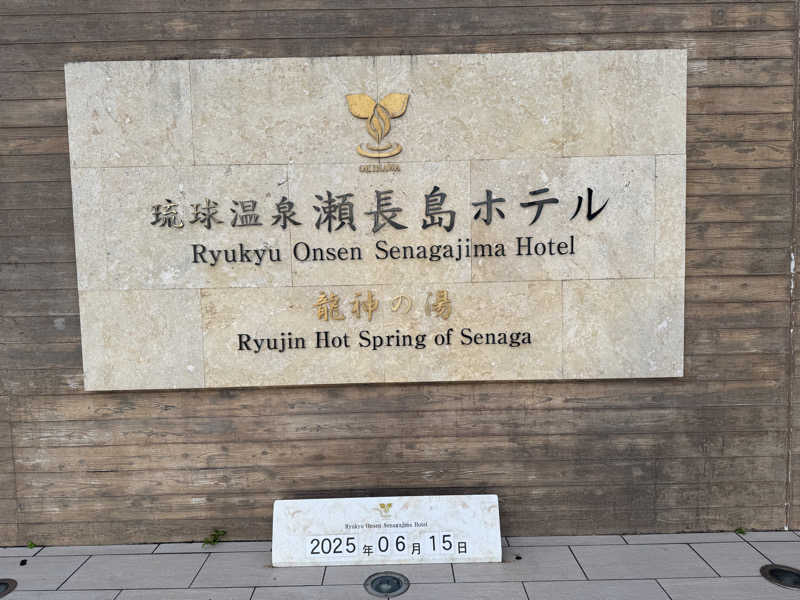 OKINAWA
琉球温泉瀬長島ホテル
Ryukyu Onsen Senagajima Hotel
龍神の湯
Ryujin Hot Spring of Senaga
Ryukyu Onsen Senagajima Hotel
2025年06月15日